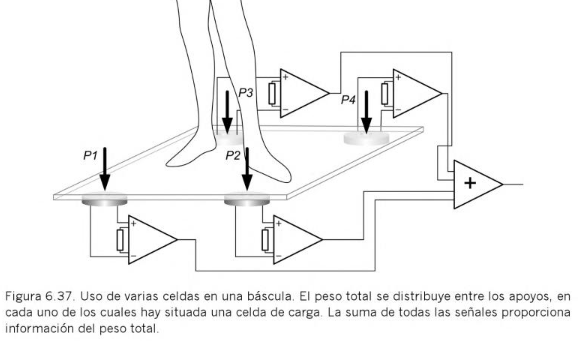 P3
P4
P1
P2
+
−
+
−
+
−
+
−
+
Figura 6.37. Uso de varias celdas en una báscula. El peso total se distribuye entre los apoyos, en
cada uno de los cuales hay situada una celda de carga. La suma de todas las señales proporciona
información del peso total.